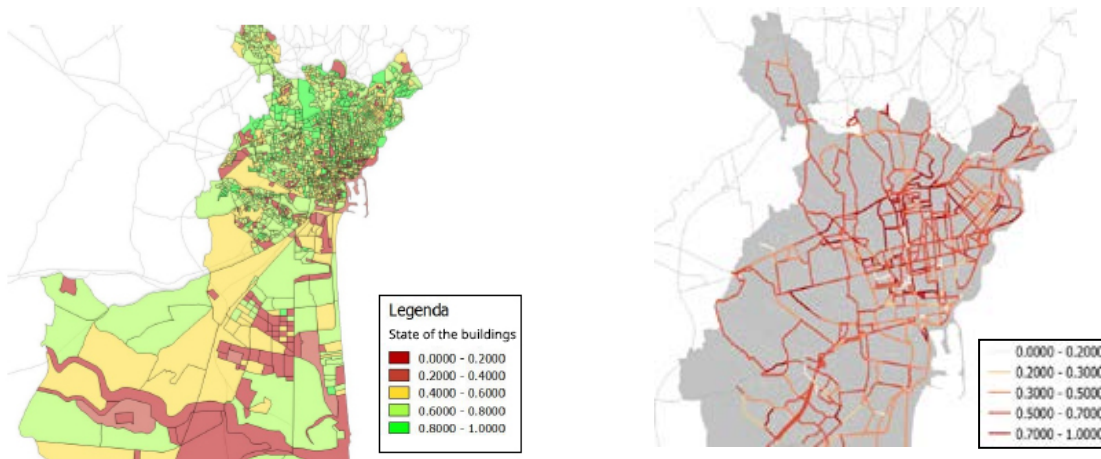 Legenda
State of the buildings
0.0000 - 0.2000
0.2000 - 0.4000
0.4000 - 0.6000
0.6000 - 0.8000
0.8000 - 1.0000
0.0000 - 0.2000
0.2000 - 0.3000
0.3000 - 0.5000
0.5000 - 0.7000
0.7000 - 1.0000